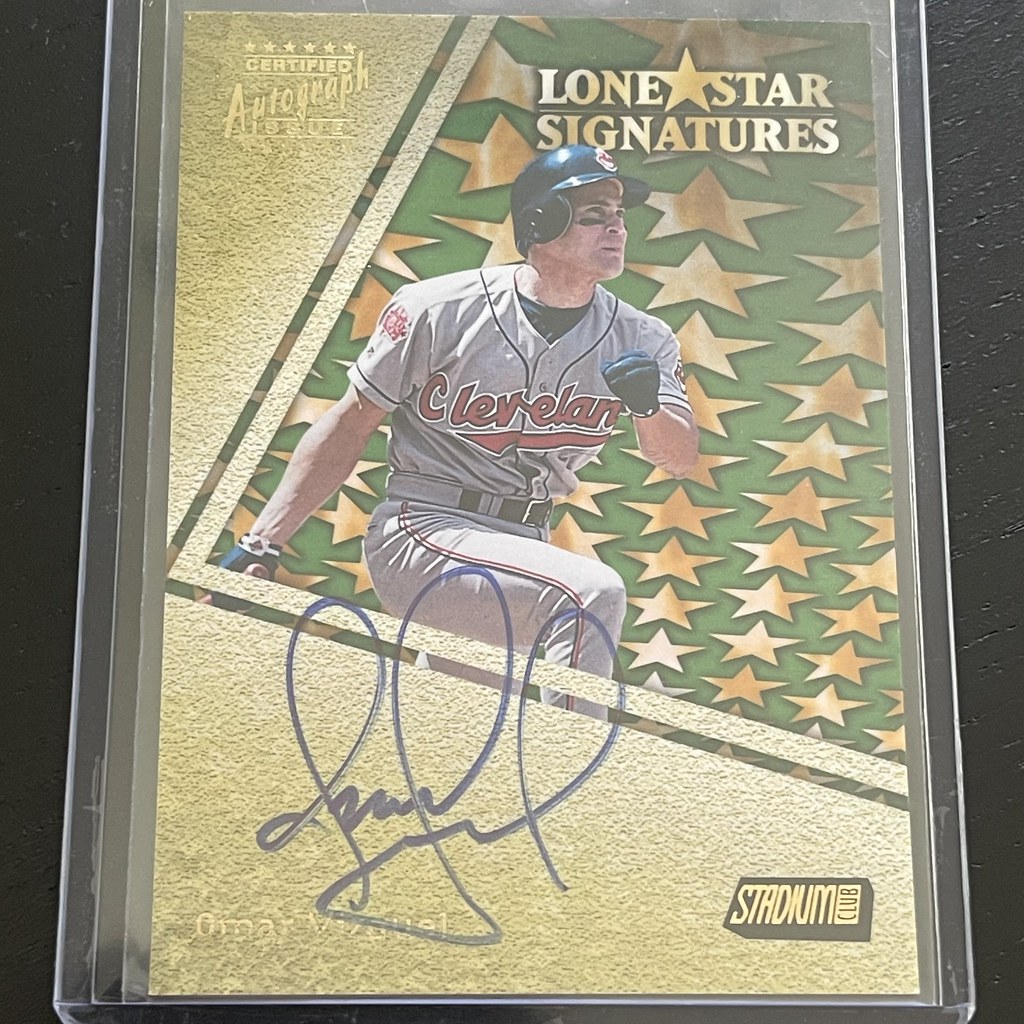 CERTIFIED
Autograph
ISSUE
LONE★STAR
SIGNATURES
Cleveland
Omar Vizquel
STADIUM
CLUB